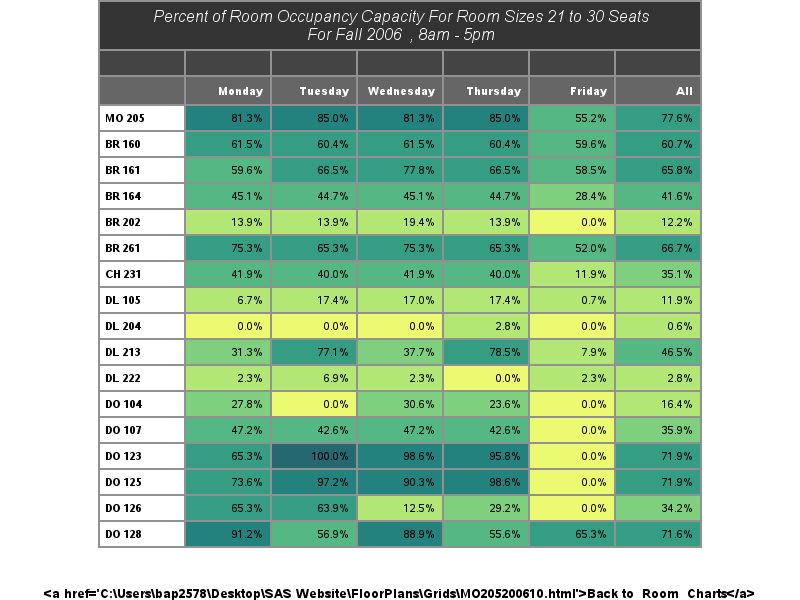 Percent of Room Occupancy Capacity For Room Sizes 21 to 30 Seats
For Fall 2006 , 8am - 5pm
Monday Tuesday Wednesday Thursday Friday All
MO 205 81.3% 85.0% 81.3% 85.0% 55.2% 77.6%
BR 160 61.5% 60.4% 61.5% 60.4% 59.6% 60.7%
BR 161 59.6% 66.5% 77.8% 66.5% 58.5% 65.8%
BR 164 45.1% 44.7% 45.1% 44.7% 28.4% 41.6%
BR 202 13.9% 13.9% 19.4% 13.9% 0.0% 12.2%
BR 261 75.3% 65.3% 75.3% 65.3% 52.0% 66.7%
CH 231 41.9% 40.0% 41.9% 40.0% 11.9% 35.1%
DL 105 6.7% 17.4% 17.0% 17.4% 0.7% 11.9%
DL 204 0.0% 0.0% 0.0% 2.8% 0.0% 0.6%
DL 213 31.3% 77.1% 37.7% 78.5% 7.9% 46.5%
DL 222 2.3% 6.9% 2.3% 0.0% 2.3% 2.8%
DO 104 27.8% 0.0% 30.6% 23.6% 0.0% 16.4%
DO 107 47.2% 42.6% 47.2% 42.6% 0.0% 35.9%
DO 123 65.3% 100.0% 98.6% 95.8% 0.0% 71.9%
DO 125 73.6% 97.2% 90.3% 98.6% 0.0% 71.9%
DO 126 65.3% 63.9% 12.5% 29.2% 0.0% 34.2%
DO 128 91.2% 56.9% 88.9% 55.6% 65.3% 71.6%
<a href='C:\Users\bap2578\Desktop\SAS Website\FloorPlans\Grids\MO205200610.html'>Back to Room Charts</a>